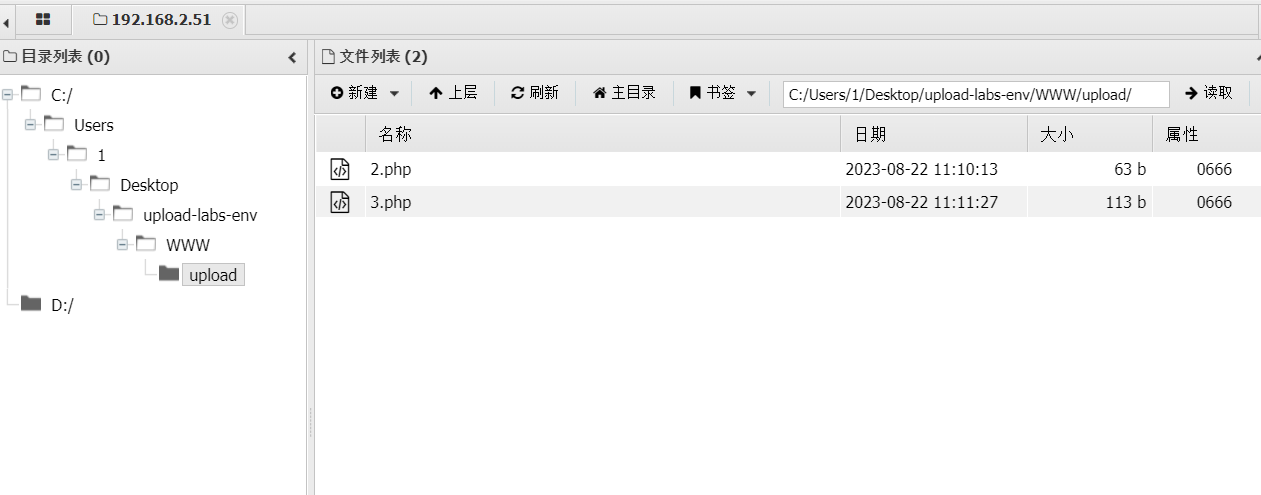 192.168.2.51
目录列表 (0)
文件列表 (2)
新建 上层 刷新 主目录 书签 C:/Users/1/Desktop/upload-labs-env/WWW/upload/ 读取
C:/
Users
1
Desktop
upload-labs-env
WWW
upload
D:/
名称 日期 大小 属性
2.php 2023-08-22 11:10:13 63 b 0666
3.php 2023-08-22 11:11:27 113 b 0666